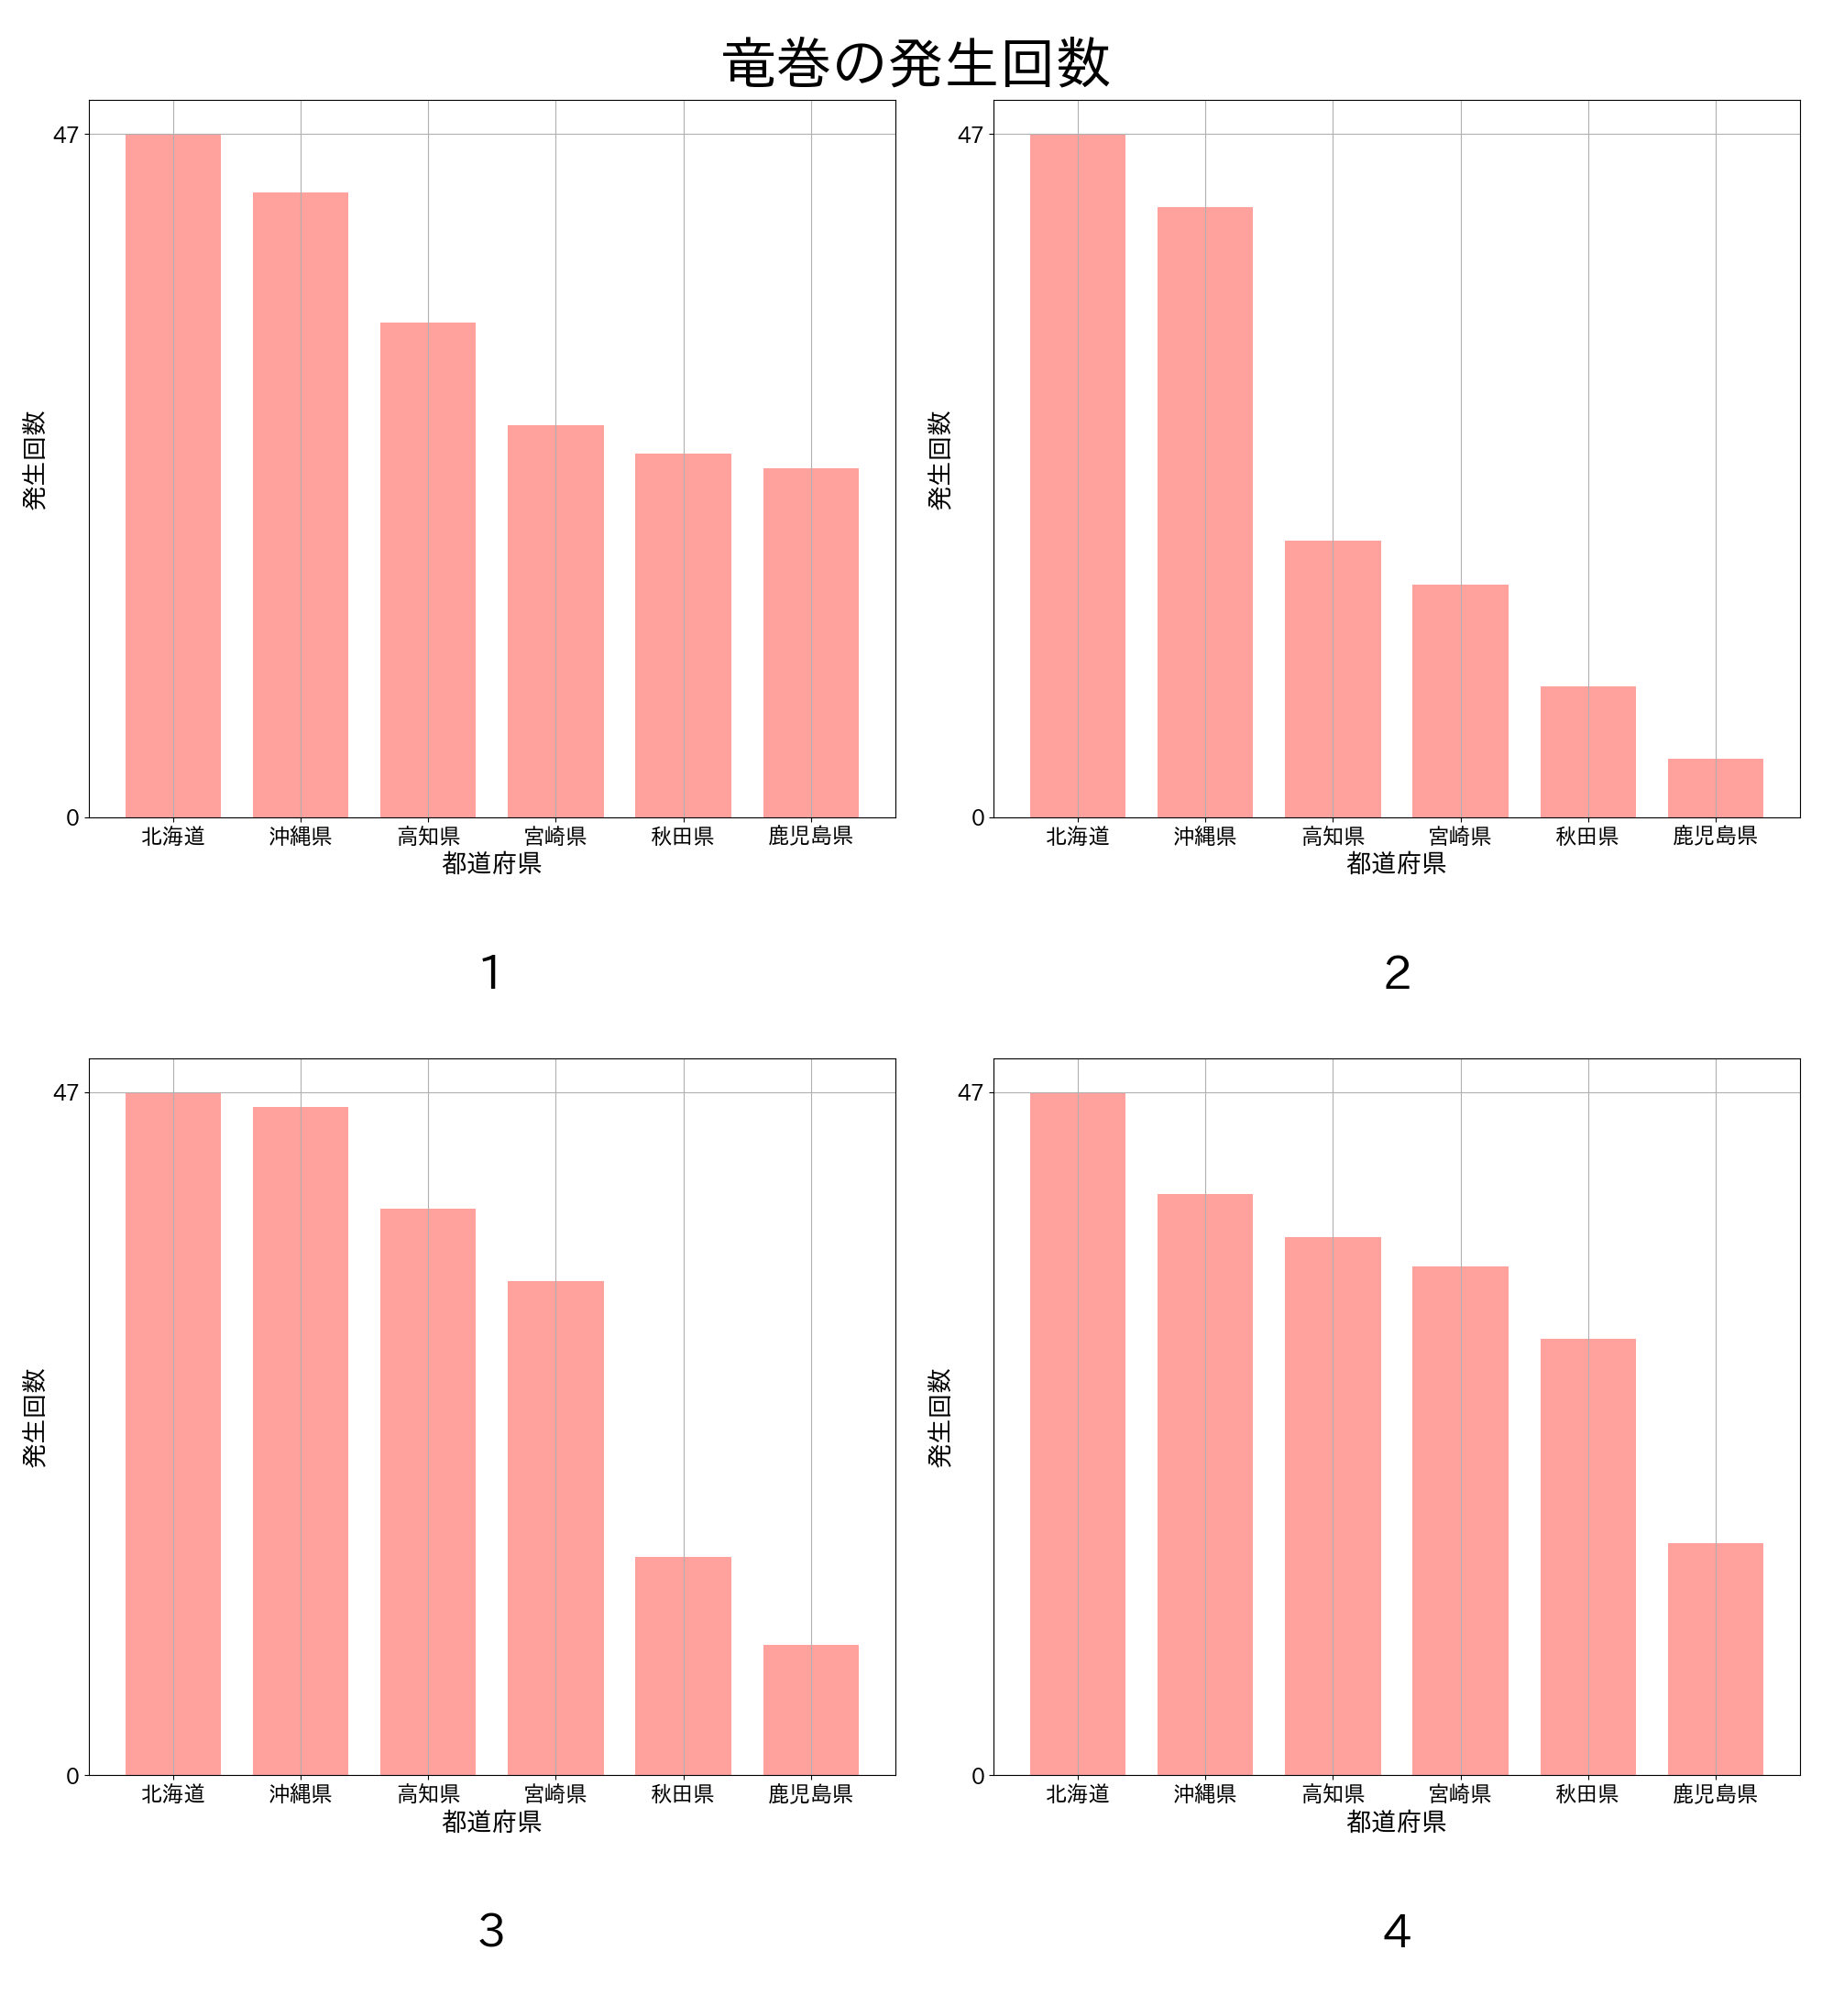 竜巻の発生回数
47
0
発生回数
北海道 沖縄県 高知県 宮崎県 秋田県 鹿児島県
都道府県
1
47
0
発生回数
北海道 沖縄県 高知県 宮崎県 秋田県 鹿児島県
都道府県
2
47
0
発生回数
北海道 沖縄県 高知県 宮崎県 秋田県 鹿児島県
都道府県
3
47
0
発生回数
北海道 沖縄県 高知県 宮崎県 秋田県 鹿児島県
都道府県
4